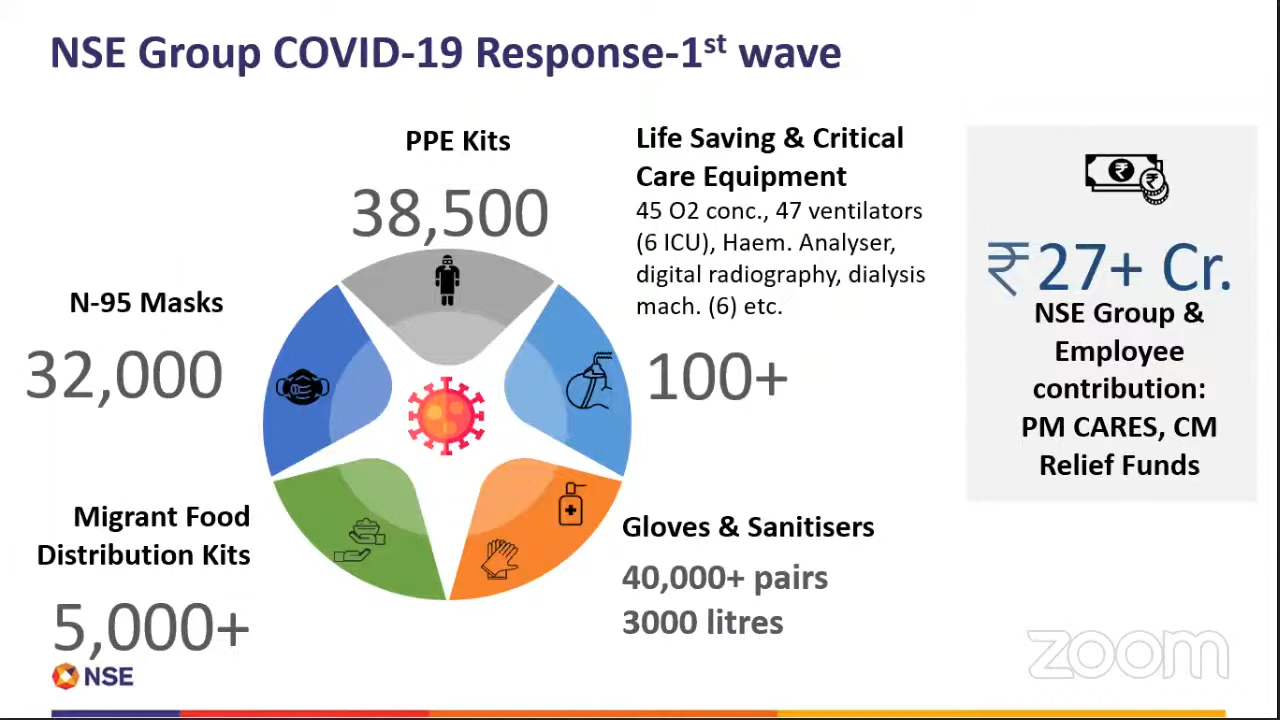 NSE Group COVID-19 Response-1st wave
PPE Kits
38,500
Life Saving & Critical
Care Equipment
45 O2 conc., 47 ventilators
(6 ICU), Haem. Analyser,
digital radiography, dialysis
mach. (6) etc.
100+
N-95 Masks
32,000
Migrant Food
Distribution Kits
5,000+
Gloves & Sanitisers
40,000+ pairs
3000 litres
₹ 27+ Cr.
NSE Group &
Employee
contribution:
PM CARES, CM
Relief Funds
NSE
zoom